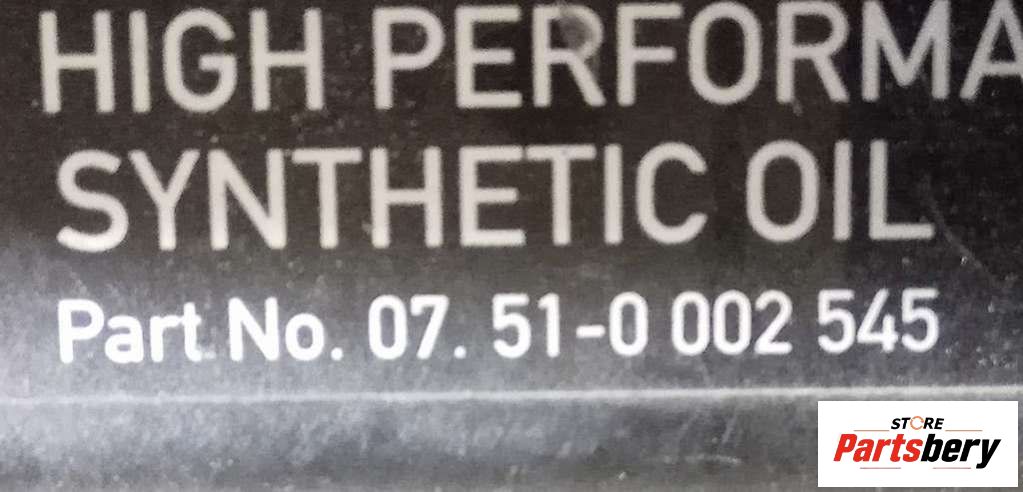 HIGH PERFORMA
SYNTHETIC OIL
Part No. 07. 51-0 002 545
STORE
Partsbery